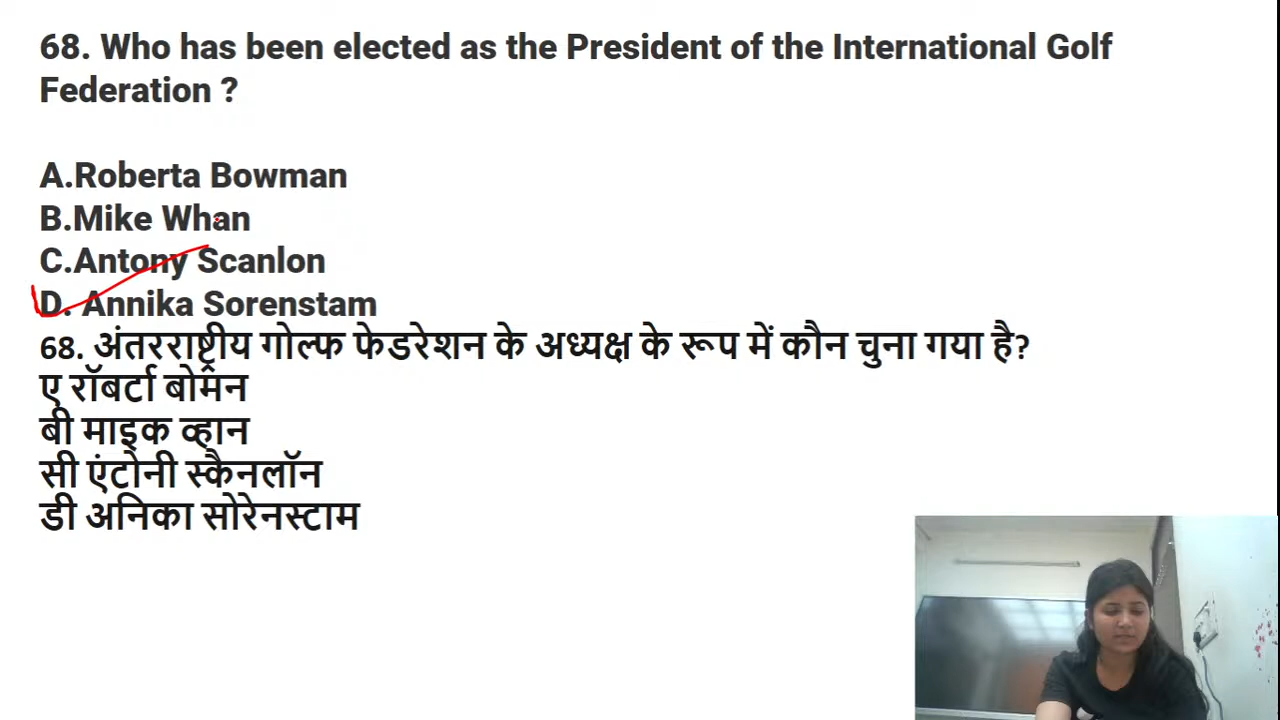 68. Who has been elected as the President of the International Golf
Federation ?
A.Roberta Bowman
B.Mike Whan
C.Antony Scanlon
D. Annika Sorenstam
68. अंतरराष्ट्रीय गोल्फ फेडरेशन के अध्यक्ष के रूप में कौन चुना गया है?
ए रॉबर्टा बोमन
बी माइक व्हान
सी एंटोनी स्कैनलॉन
डी अनिका सोरेनस्टाम